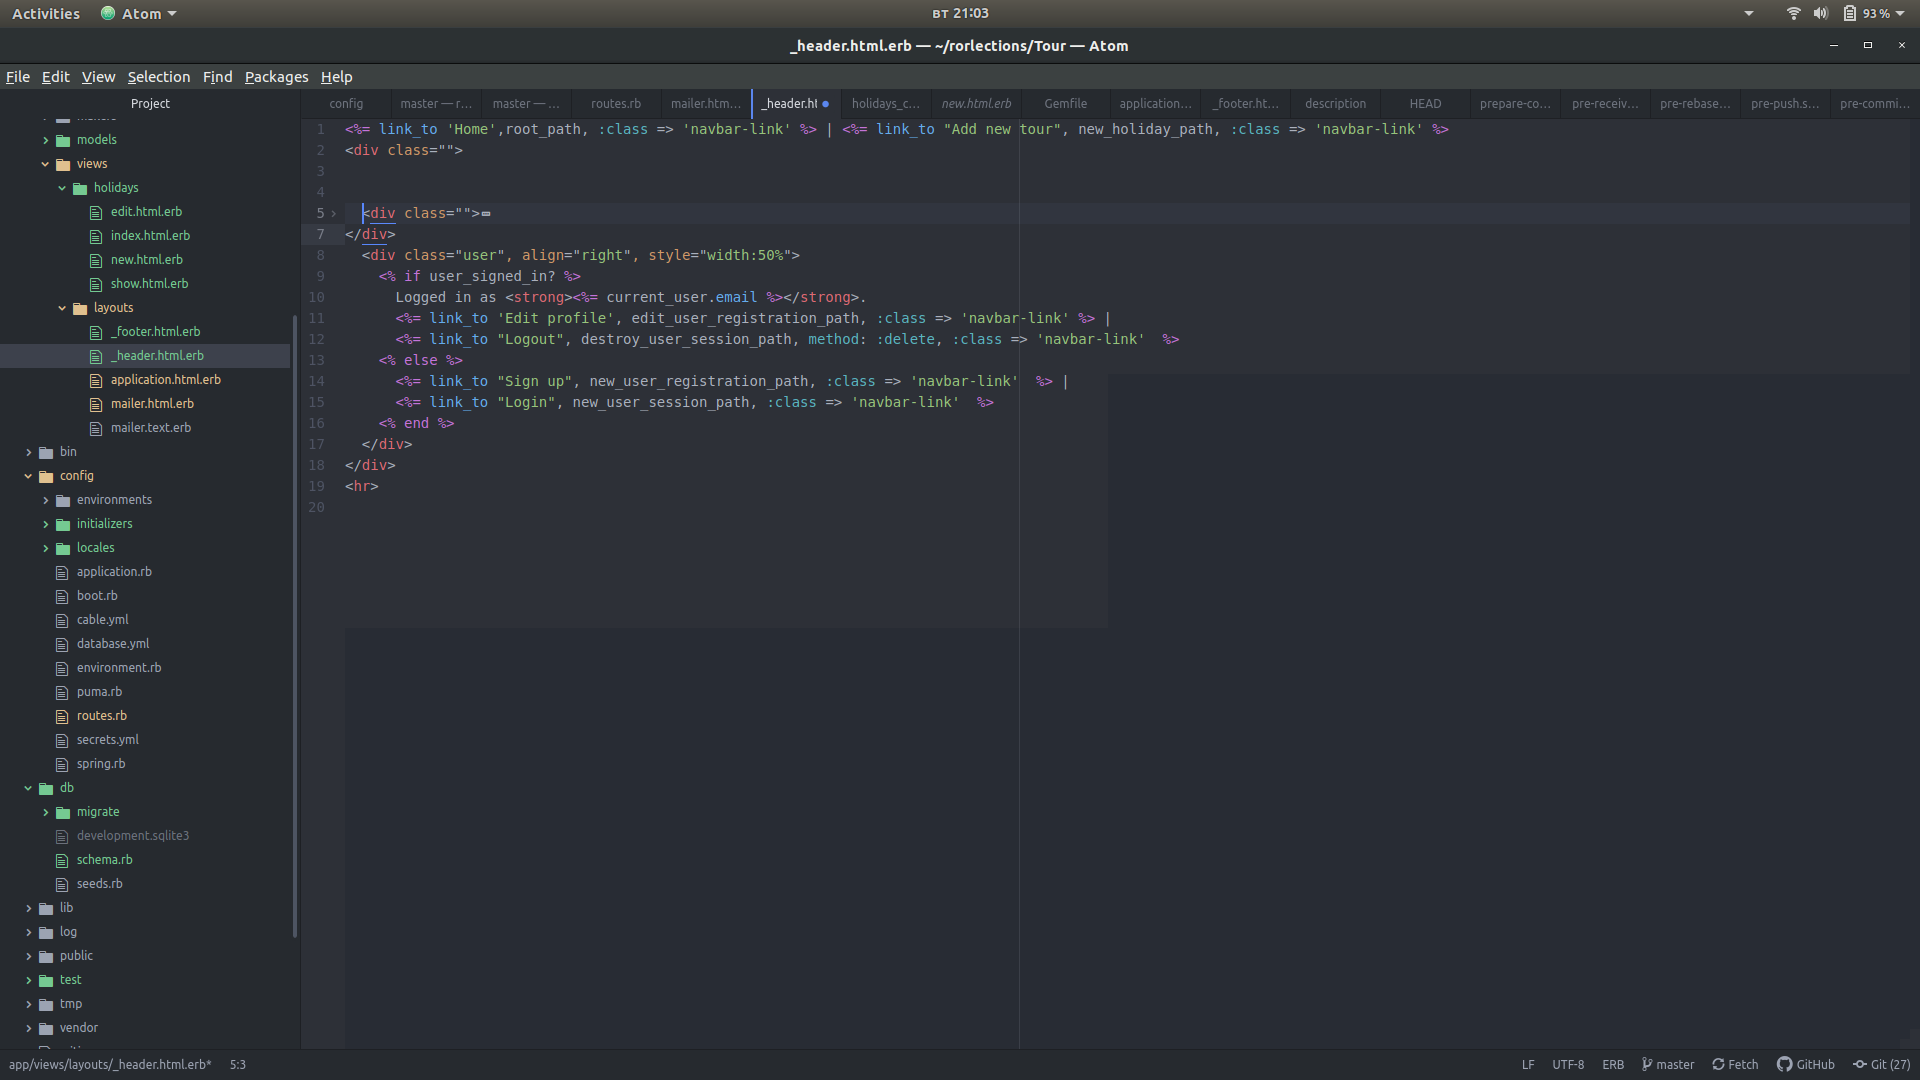 Activities Atom вт 21:03 93 %
_header.html.erb — ~/rorlections/Tour — Atom
File Edit View Selection Find Packages Help
Project
models
views
holidays
edit.html.erb
index.html.erb
new.html.erb
show.html.erb
layouts
_footer.html.erb
_header.html.erb
application.html.erb
mailer.html.erb
mailer.text.erb
bin
config
environments
initializers
locales
application.rb
boot.rb
cable.yml
database.yml
environment.rb
puma.rb
routes.rb
secrets.yml
spring.rb
db
migrate
development.sqlite3
schema.rb
seeds.rb
lib
log
public
test
tmp
vendor
config master — r... master — ... routes.rb mailer.htm... _header.ht holidays_c... new.html.erb Gemfile application... _footer.ht... description HEAD prepare-co... pre-receiv... pre-rebase... pre-push.s... pre-commi...
1 <%= link_to 'Home',root_path, :class => 'navbar-link' %> | <%= link_to "Add new tour", new_holiday_path, :class => 'navbar-link' %>
2 <div class="">
3
4
5 <div class="">
7 </div>
8 <div class="user", align="right", style="width:50%">
9 <% if user_signed_in? %>
10 Logged in as <strong><%= current_user.email %></strong>.
11 <%= link_to 'Edit profile', edit_user_registration_path, :class => 'navbar-link' %> |
12 <%= link_to "Logout", destroy_user_session_path, method: :delete, :class => 'navbar-link'  %>
13 <% else %>
14 <%= link_to "Sign up", new_user_registration_path, :class => 'navbar-link'  %> |
15 <%= link_to "Login", new_user_session_path, :class => 'navbar-link'  %>
16 <% end %>
17 </div>
18 </div>
19 <hr>
20
app/views/layouts/_header.html.erb* 5:3 LF UTF-8 ERB master Fetch GitHub Git (27)